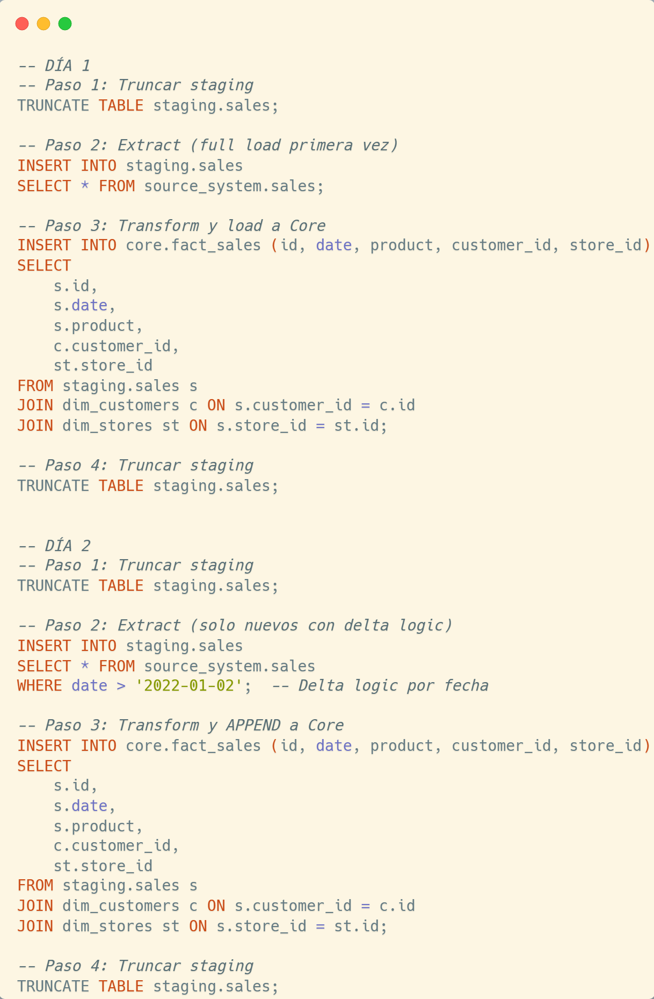 -- DÍA 1
-- Paso 1: Truncar staging
TRUNCATE TABLE staging.sales;
-- Paso 2: Extract (full load primera vez)
INSERT INTO staging.sales
SELECT * FROM source_system.sales;
-- Paso 3: Transform y load a Core
INSERT INTO core.fact_sales (id, date, product, customer_id, store_id)
SELECT
    s.id,
    s.date,
    s.product,
    c.customer_id,
    st.store_id
FROM staging.sales s
JOIN dim_customers c ON s.customer_id = c.id
JOIN dim_stores st ON s.store_id = st.id;
-- Paso 4: Truncar staging
TRUNCATE TABLE staging.sales;
-- DÍA 2
-- Paso 1: Truncar staging
TRUNCATE TABLE staging.sales;
-- Paso 2: Extract (solo nuevos con delta logic)
INSERT INTO staging.sales
SELECT * FROM source_system.sales
WHERE date > '2022-01-02';  -- Delta logic por fecha
-- Paso 3: Transform y APPEND a Core
INSERT INTO core.fact_sales (id, date, product, customer_id, store_id)
SELECT
    s.id,
    s.date,
    s.product,
    c.customer_id,
    st.store_id
FROM staging.sales s
JOIN dim_customers c ON s.customer_id = c.id
JOIN dim_stores st ON s.store_id = st.id;
-- Paso 4: Truncar staging
TRUNCATE TABLE staging.sales;